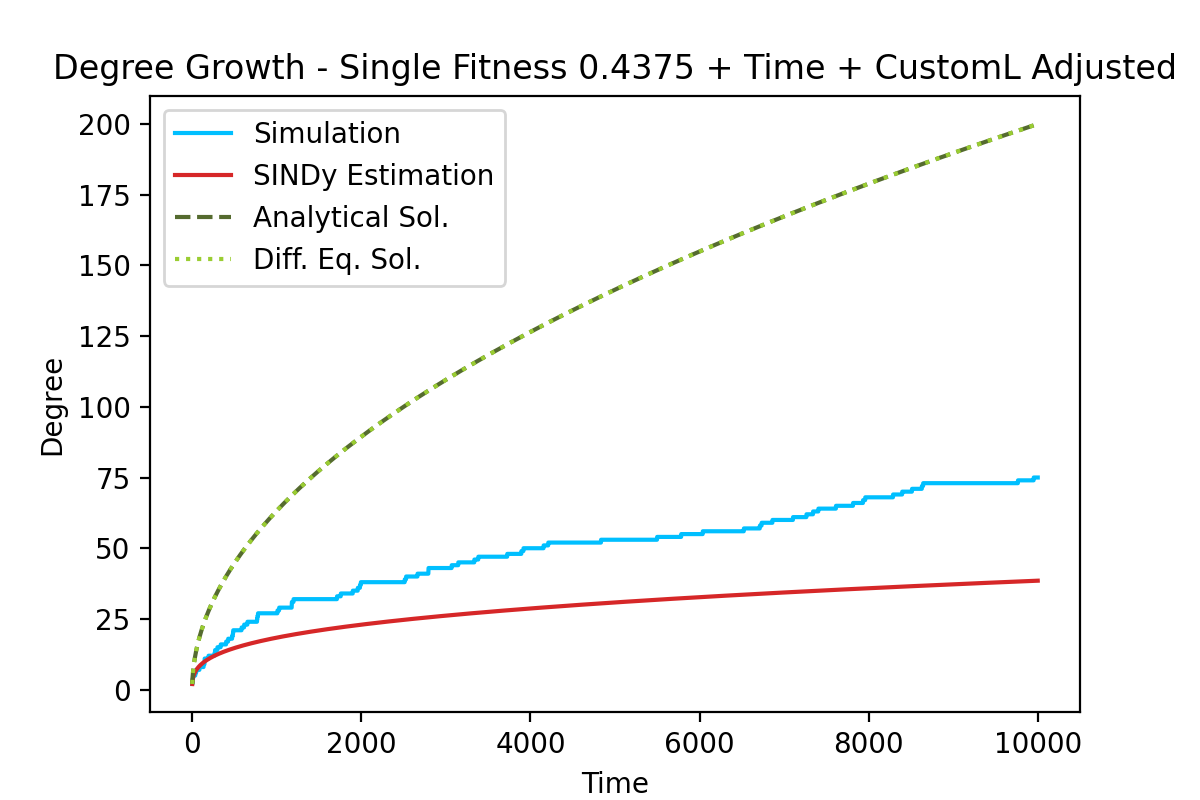 Degree Growth - Single Fitness 0.4375 + Time + CustomL Adjusted
Simulation
SINDy Estimation
Analytical Sol.
Diff. Eq. Sol.
200
175
150
125
100
75
50
25
0
Degree
0 2000 4000 6000 8000 10000
Time